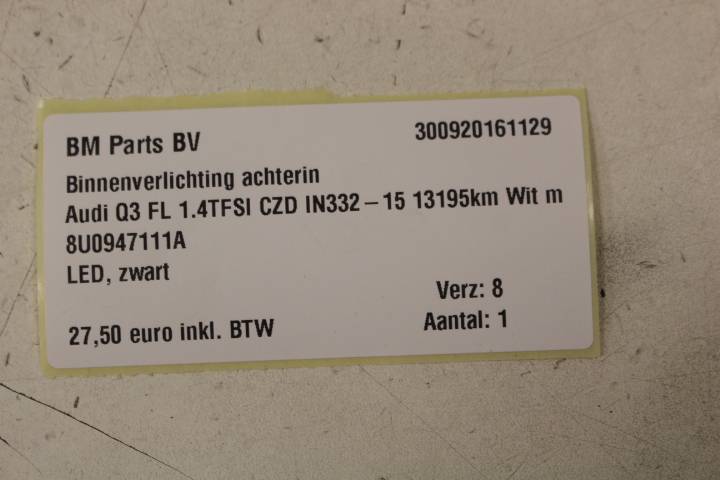 BM Parts BV 300920161129
Binnenverlichting achterin
Audi Q3 FL 1.4TFSI CZD IN332-15 13195km Wit m
8U0947111A
LED, zwart
Verz: 8
27,50 euro inkl. BTW Aantal: 1